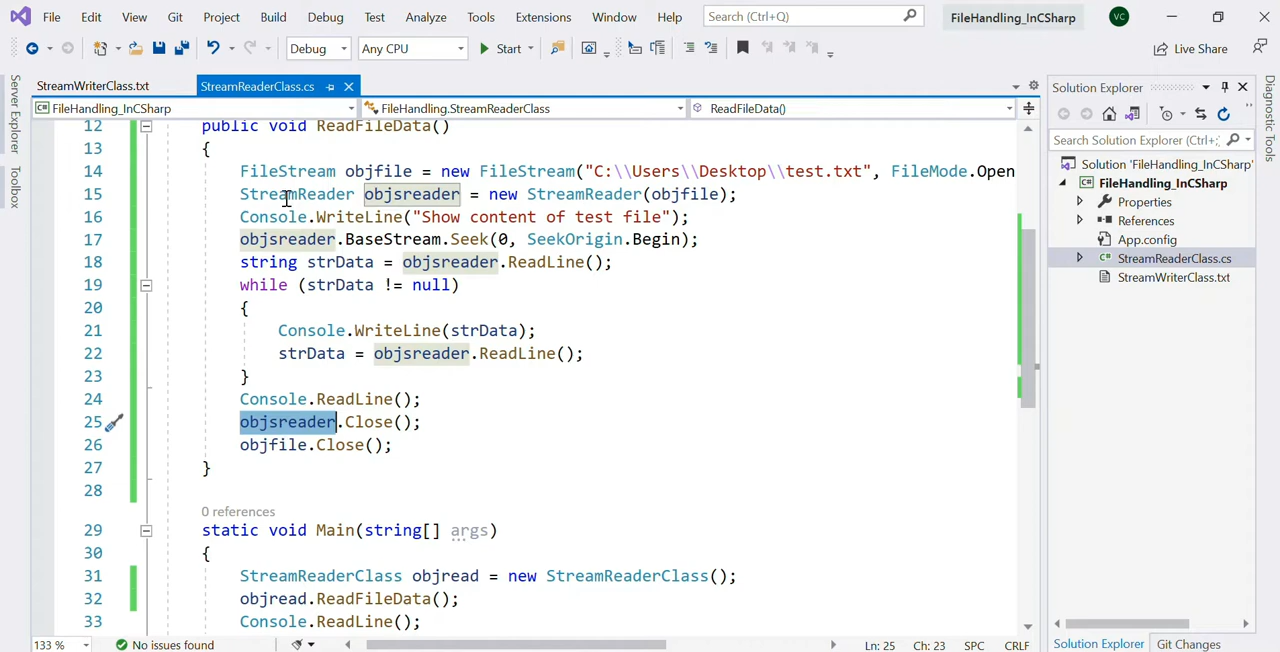 File Edit View Git Project Build Debug Test Analyze Tools Extensions Window Help Search (Ctrl+Q) FileHandling_InCSharp VC
Debug Any CPU Start Live Share
StreamWriterClass.txt StreamReaderClass.cs
FileHandling_InCSharp FileHandling.StreamReaderClass ReadFileData()
Server Explorer
Toolbox
12 public void ReadFileData()
13 {
14 FileStream objfile = new FileStream("C:\\Users\\Desktop\\test.txt", FileMode.Open
15 StreamReader objsreader = new StreamReader(objfile);
16 Console.WriteLine("Show content of test file");
17 objsreader.BaseStream.Seek(0, SeekOrigin.Begin);
18 string strData = objsreader.ReadLine();
19 while (strData != null)
20 {
21 Console.WriteLine(strData);
22 strData = objsreader.ReadLine();
23 }
24 Console.ReadLine();
25 objsreader.Close();
26 objfile.Close();
27 }
28
0 references
29 static void Main(string[] args)
30 {
31 StreamReaderClass objread = new StreamReaderClass();
32 objread.ReadFileData();
33 Console.ReadLine();
133 % No issues found Ln: 25 Ch: 23 SPC CRLF
Solution Explorer
Search Solution Explorer (Ctrl+;)
Solution 'FileHandling_InCSharp'
FileHandling_InCSharp
Properties
References
App.config
StreamReaderClass.cs
StreamWriterClass.txt
Solution Explorer Git Changes
Diagnostic Tools